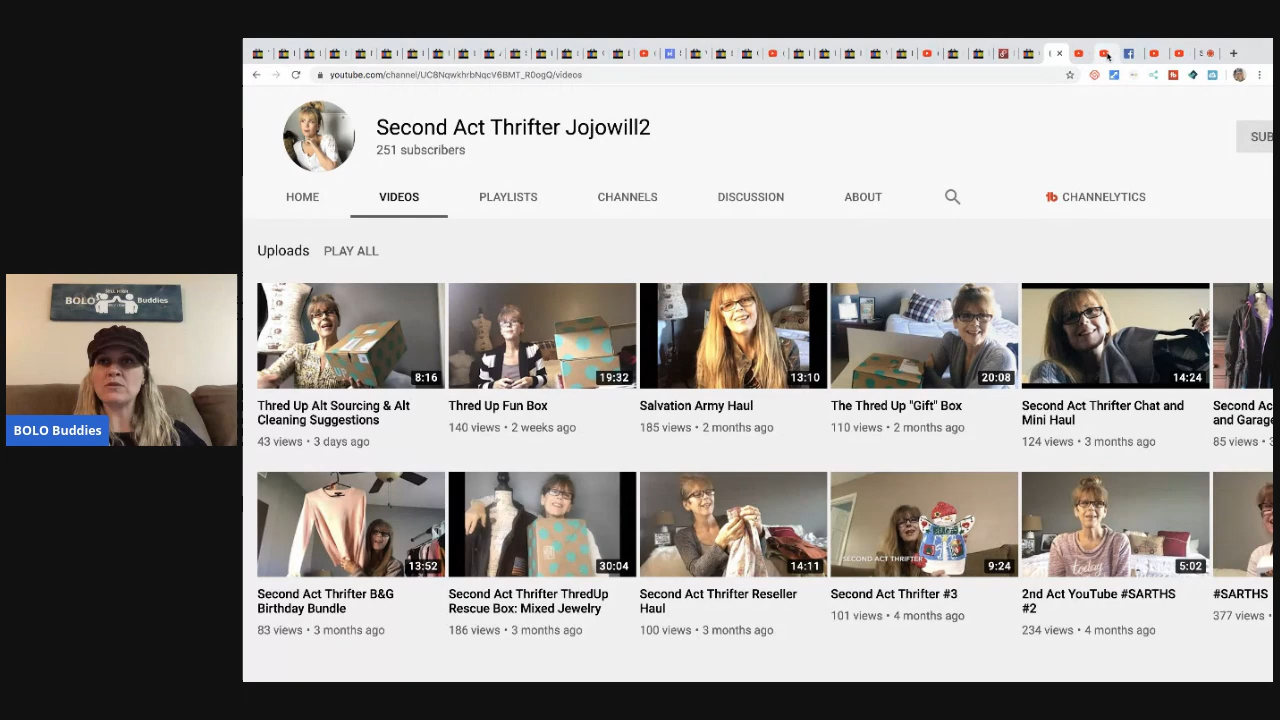 youtube.com/channel/UC8NqwkhrbNqcV6BMT_R0ogQ/videos
Second Act Thrifter Jojowill2
251 subscribers
SUB
HOME VIDEOS PLAYLISTS CHANNELS DISCUSSION ABOUT CHANNELYTICS
Uploads PLAY ALL
8:16 19:32 13:10 20:08 14:24
Thred Up Alt Sourcing & Alt Cleaning Suggestions
43 views • 3 days ago
Thred Up Fun Box
140 views • 2 weeks ago
Salvation Army Haul
185 views • 2 months ago
The Thred Up "Gift" Box
110 views • 2 months ago
Second Act Thrifter Chat and Mini Haul
124 views • 3 months ago
Second Ac
and Garage
85 views •
BOLO Buddies
BOLO Buddies
SECOND ACT THRIFTER
today
13:52 30:04 14:11 9:24 5:02
Second Act Thrifter B&G Birthday Bundle
83 views • 3 months ago
Second Act Thrifter ThredUp Rescue Box: Mixed Jewelry
186 views • 3 months ago
Second Act Thrifter Reseller Haul
100 views • 3 months ago
Second Act Thrifter #3
101 views • 4 months ago
2nd Act YouTube #SARTHS #2
234 views • 4 months ago
#SARTHS
377 views •